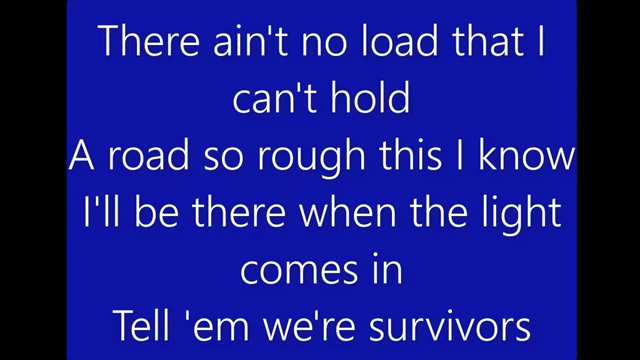 There ain't no load that I
can't hold
A road so rough this I know
I'll be there when the light
comes in
Tell 'em we're survivors